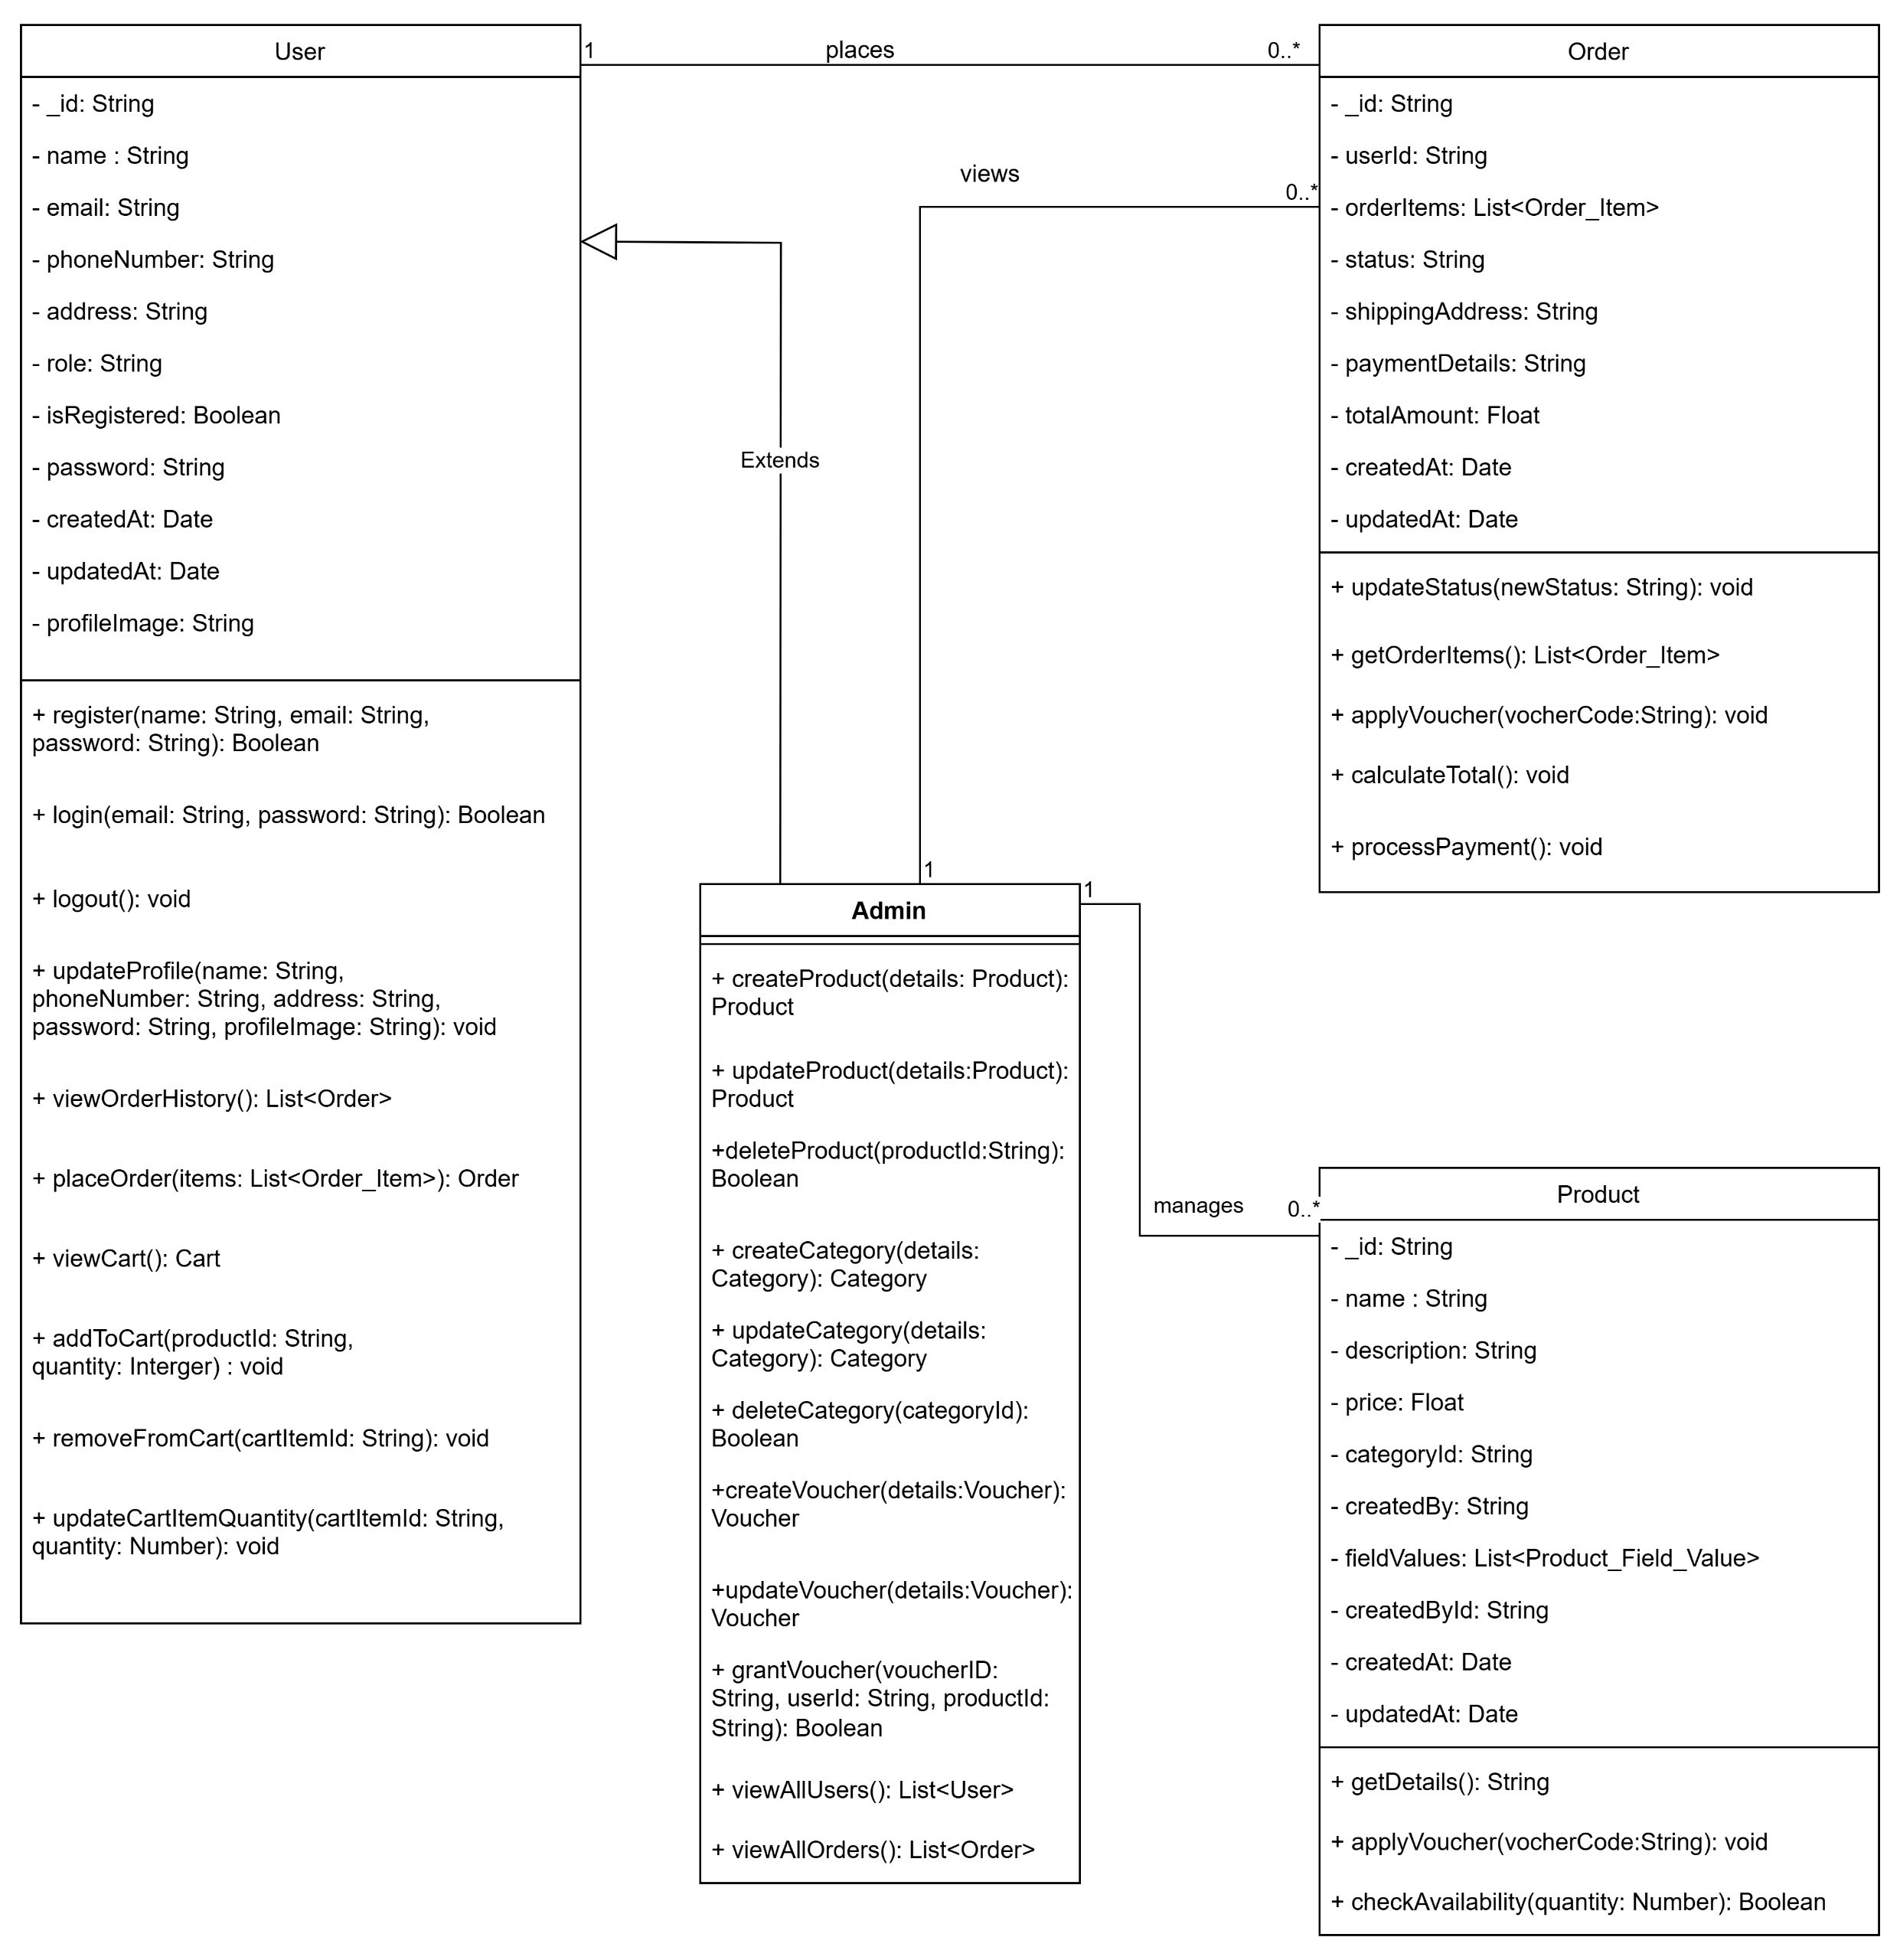 User
- _id: String
- name : String
- email: String
- phoneNumber: String
- address: String
- role: String
- isRegistered: Boolean
- password: String
- createdAt: Date
- updatedAt: Date
- profileImage: String
+ register(name: String, email: String,
password: String): Boolean
+ login(email: String, password: String): Boolean
+ logout(): void
+ updateProfile(name: String,
phoneNumber: String, address: String,
password: String, profileImage: String): void
+ viewOrderHistory(): List<Order>
+ placeOrder(items: List<Order_Item>): Order
+ viewCart(): Cart
+ addToCart(productId: String,
quantity: Interger) : void
+ removeFromCart(cartItemId: String): void
+ updateCartItemQuantity(cartItemId: String,
quantity: Number): void
1
places
0..*
views
0..*
Extends
1
1
manages
0..*
Admin
+ createProduct(details: Product):
Product
+ updateProduct(details:Product):
Product
+deleteProduct(productId:String):
Boolean
+ createCategory(details:
Category): Category
+ updateCategory(details:
Category): Category
+ deleteCategory(categoryId):
Boolean
+createVoucher(details:Voucher):
Voucher
+updateVoucher(details:Voucher):
Voucher
+ grantVoucher(voucherID:
String, userId: String, productId:
String): Boolean
+ viewAllUsers(): List<User>
+ viewAllOrders(): List<Order>
Order
- _id: String
- userId: String
- orderItems: List<Order_Item>
- status: String
- shippingAddress: String
- paymentDetails: String
- totalAmount: Float
- createdAt: Date
- updatedAt: Date
+ updateStatus(newStatus: String): void
+ getOrderItems(): List<Order_Item>
+ applyVoucher(vocherCode:String): void
+ calculateTotal(): void
+ processPayment(): void
Product
- _id: String
- name : String
- description: String
- price: Float
- categoryId: String
- createdBy: String
- fieldValues: List<Product_Field_Value>
- createdById: String
- createdAt: Date
- updatedAt: Date
+ getDetails(): String
+ applyVoucher(vocherCode:String): void
+ checkAvailability(quantity: Number): Boolean